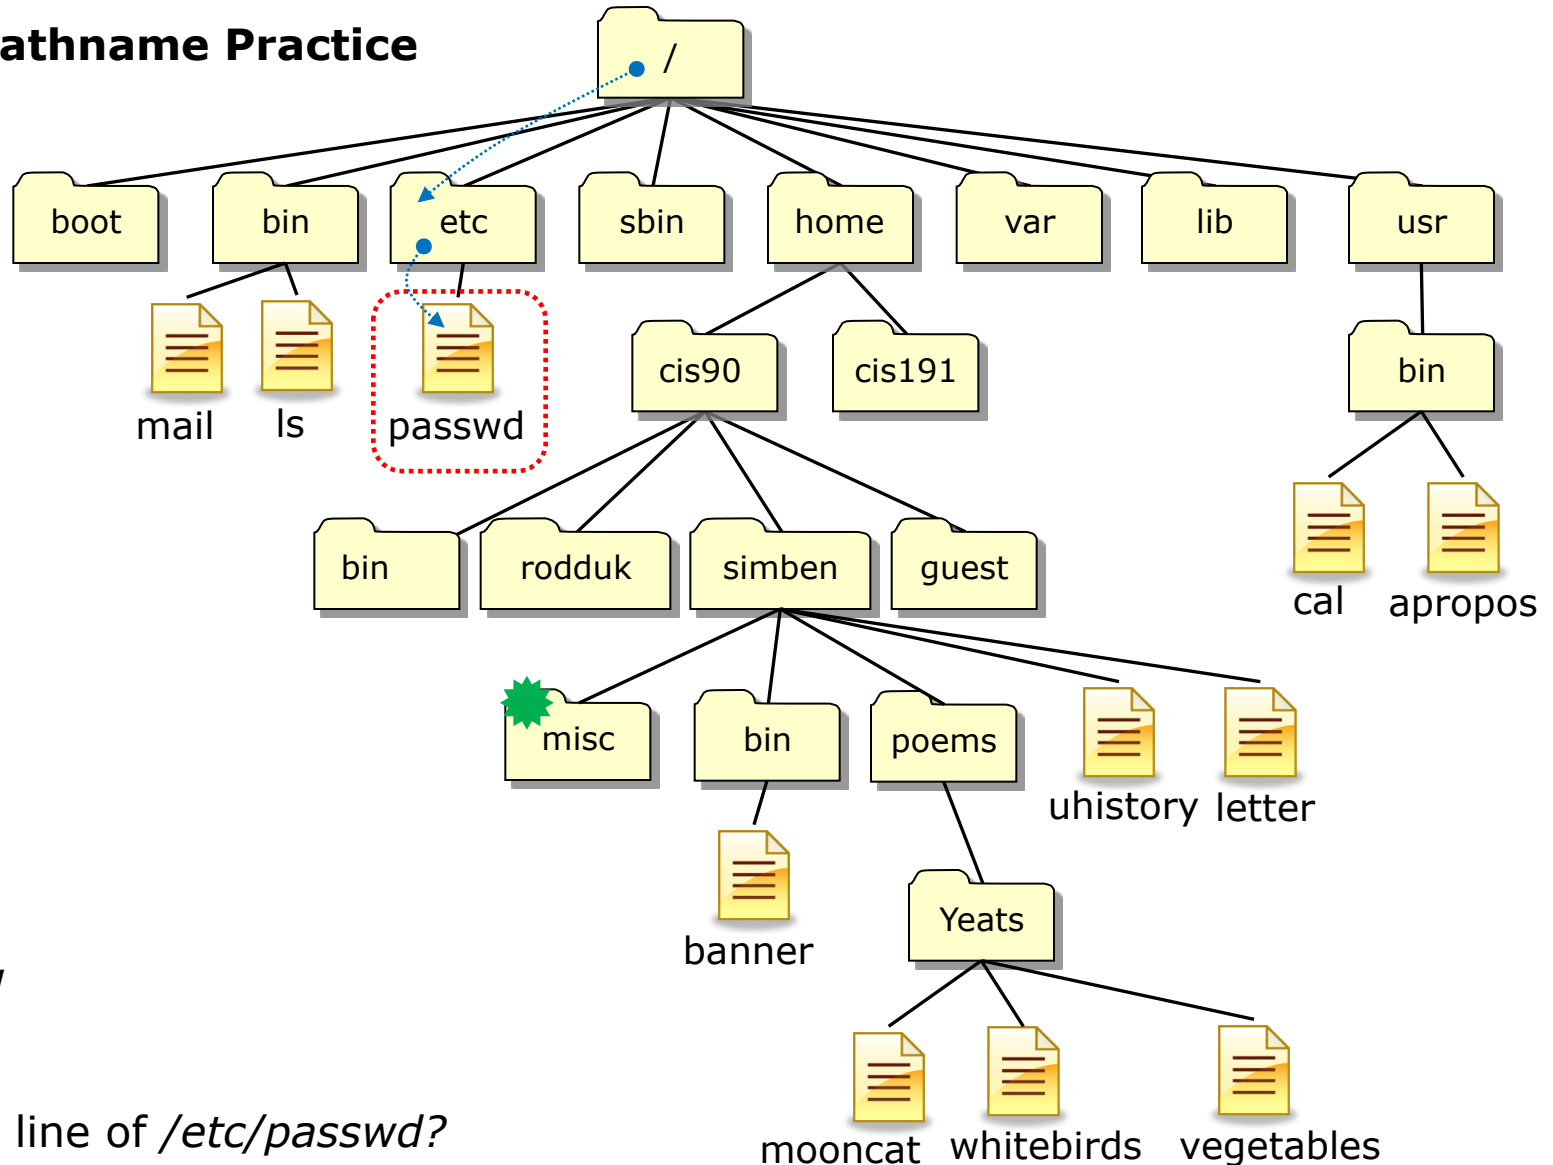 athname Practice
/
boot bin etc sbin home var lib usr
mail ls passwd
cis90 cis191 bin
bin rodduk simben guest
cal apropos
misc bin poems
uhistory letter
banner
Yeats
line of /etc/passwd?
mooncat whitebirds vegetables